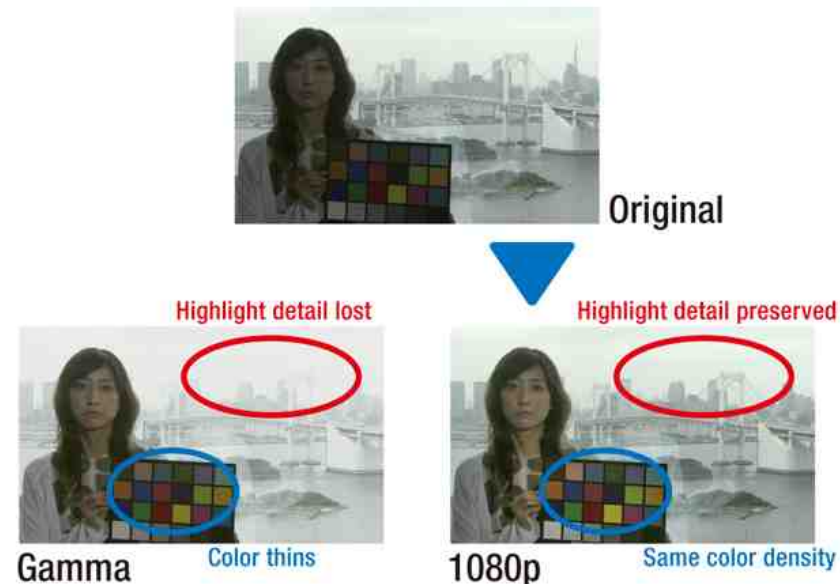 Original
Highlight detail lost
Highlight detail preserved
Color thins
Same color density
Gamma
1080p